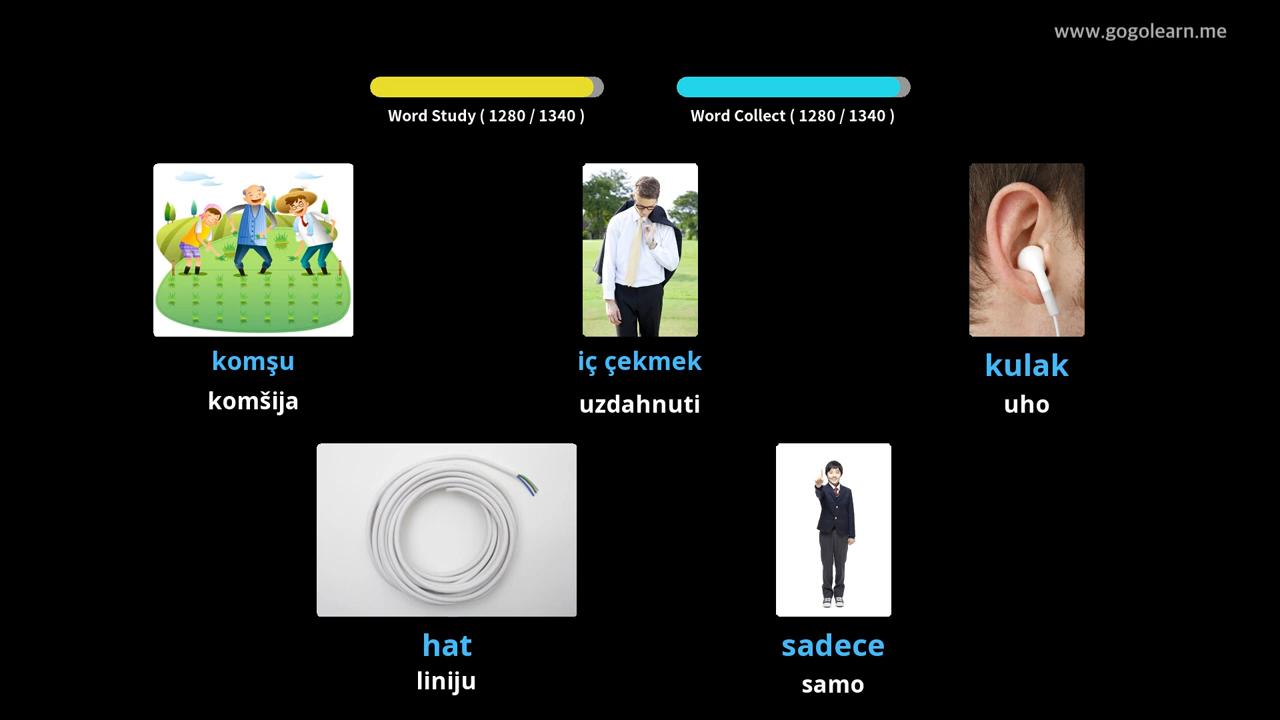 www.gogolearn.me
Word Study ( 1280 / 1340 )
Word Collect ( 1280 / 1340 )
komşu
iç çekmek
kulak
komšija
uzdahnuti
uho
hat
sadece
liniju
samo